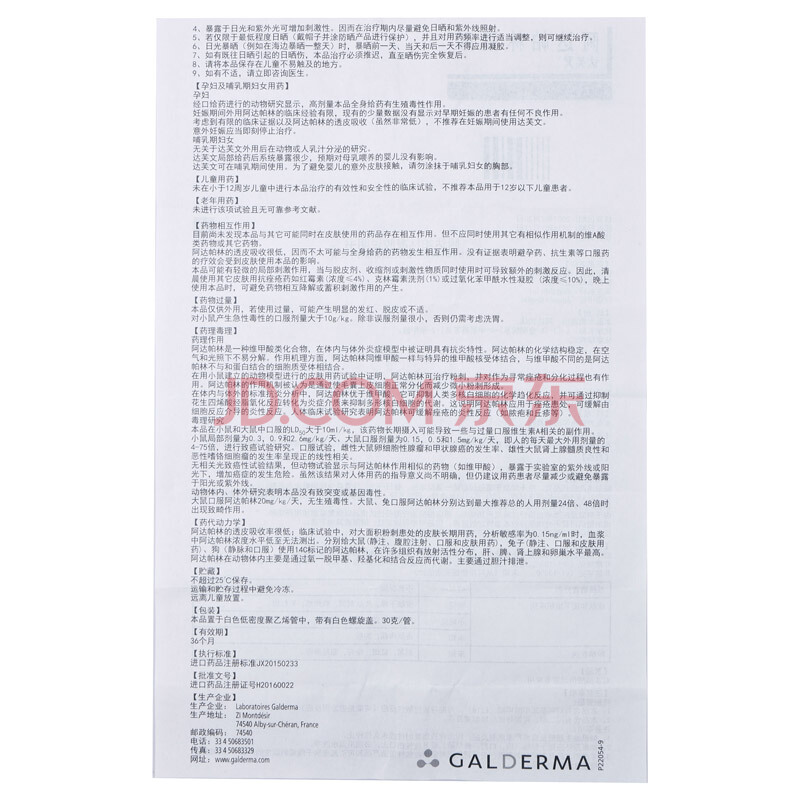 4、暴露于日光和紫外光可增加刺激性。因而在治疗期内尽量避免日晒和紫外线照射。
5、若仅限于最低程度日晒(戴帽子并涂防晒产品进行保护)，并且对用药频率进行适当调整，则可继续治疗。
6、日光暴晒（例如在海边暴晒一整天）时，暴晒前一天、当天和后一天不得应用凝胶。
7、如有既往日晒引起的日晒伤，本品治疗必须推迟，直至晒伤完全恢复后。
8、请将本品保存在儿童不易触及的地方。
9、如有不适，请立即咨询医生。
【孕妇及哺乳期妇女用药】
孕妇
经口给药进行的动物研究显示，高剂量本品全身给药有生殖毒性作用。
妊娠期间外用阿达帕林的临床经验有限，现有的少量数据没有显示对早期妊娠的患者有任何不良作用。
考虑到有限的临床证据以及阿达帕林的透皮吸收（虽然非常低），不推荐在妊娠期间使用达芙文。
意外妊娠应当即刻停止治疗。
哺乳期妇女
无关于达芙文外用后在动物或人乳汁分泌的研究。
达芙文局部给药后系统暴露很少，预期对母乳喂养的婴儿没有影响。
达芙文可在哺乳期间使用。为了避免婴儿的意外皮肤接触，请勿涂抹于哺乳妇女的胸部。
【儿童用药】
未在小于12周岁儿童中进行本品治疗的有效性和安全性的临床试验，不推荐本品用于12岁以下儿童患者。
【老年用药】
未进行该项试验且无可靠参考文献。
【药物相互作用】
目前尚未发现本品与其它可能同时在皮肤使用的药品存在相互作用。但不应同时使用其它有相似作用机制的维A酸
类药物或其它药物。
阿达帕林的透皮吸收很低，因而不太可能与全身给药的药物发生相互作用。没有证据表明避孕药、抗生素等口服药
的疗效会受到皮肤使用本品的影响。
本品可能有轻微的局部刺激作用，当与脱皮剂、收缩剂或刺激性物质同时使用时可导致额外的刺激反应。因此，清
晨使用其它皮肤用抗痤疮药如红霉素(浓度≤4%)、克林霉素洗剂(1%)或过氧化苯甲酰水性凝胶（浓度≤10%)，晚上
使用本品时，可避免药物相互降解或蓄积刺激作用的产生。
【药物过量】
本品仅供外用，若使用过量，可能产生明显的发红、脱皮或不适。
对小鼠产生急性毒性的口服剂量大于10g/kg。除非误服剂量很小，否则仍需考虑洗胃。
【药理毒理】
药理作用
阿达帕林是一种维甲酸类化合物，在体内与体外炎症模型中被证明具有抗炎特性。阿达帕林的化学结构稳定，在空
气和光照下不易分解。作用机理方面，阿达帕林同维甲酸一样与特异的维甲酸核受体结合，与维甲酸不同的是阿达
帕林不与和蛋白结合的细胞质受体相结合。
在用小鼠建立的动物模型进行的皮肤用药试验中证明，阿达帕林可治疗粉刺，并对作为寻常痤疮和分化过程也有作
用。阿达帕林的作用机制被认为是通过使毛囊上皮细胞正常分化而减少微小粉刺形成。
在体内与体外标准抗炎试验中，阿达帕林优于维甲酸，它可抑制人类多核白细胞的化学趋化反应，并可通过抑制
花生四烯酸经脂氧化反应转化为炎症介质来抑制多核白细胞的代谢。这说明阿达帕林应用于痤疮患处，可缓解由
细胞反应介导的炎性反应。人类临床试验研究表明阿达帕林可缓解痤疮的炎性反应（如脓疱和丘疹等）。
毒理研究
本品在小鼠和大鼠中口服的LD50大于10ml/kg，该药物长期摄入可能导致一些与过量口服维生素A相关的副作用。
小鼠局部剂量为0.3，0.9和2.6mg/kg/天、大鼠口服剂量为0.15，0.5和1.5mg/kg/天，即人的每天最大外用剂量的
4-75倍，进行致癌研究。口服试验，雌性大鼠卵细胞性腺瘤和甲状腺癌的发生率、雄性大鼠肾上腺髓质良性和
恶性嗜铬细胞瘤的发生率呈现正的线性相关。
无相关光致癌性试验结果，但动物试验显示与阿达帕林作用相似的药物（如维甲酸），暴露于实验室的紫外线或阳
光下，增加癌症的发生危险。虽然该结果对人体用药的指导意义尚不明确，但仍建议用药患者尽量减少或避免暴露
于阳光或紫外线。
动物体内、体外研究表明本品没有致突变或基因毒性。
大鼠口服阿达帕林20mg/kg/天，无生殖毒性。大鼠、兔口服阿达帕林分别达到最大推荐总的人用剂量24倍、48倍时
出现致畸作用。
【药代动力学】
阿达帕林的透皮吸收率很低；临床试验中，对大面积粉刺患处的皮肤长期用药，分析敏感率为0.15ng/ml时，血浆
中阿达帕林浓度水平低至无法测出。分别给大鼠(静注、腹腔注射、口服和皮肤用药)，兔子(静注、口服和皮肤用
药)、狗（静脉和口服）使用14C标记的阿达帕林，在许多组织有放射活性分布，肝、脾、肾上腺和卵巢水平最高。
阿达帕林在动物体内主要是通过氧一脱甲基、羟基化和结合反应而代谢。主要通过胆汁排泄。
【贮藏】
不超过25℃保存。
运输和贮存过程中避免冷冻。
远离儿童放置。
【包装】
本品置于白色低密度聚乙烯管中，带有白色螺旋盖。30克/管。
【有效期】
36个月
【执行标准】
进口药品注册标准JX20150233
【批准文号】
进口药品注册证号H20160022
【生产企业】
生产企业： Laboratoires Galderma
生产地址： ZI Montdésir
74540 Alby-sur-Chéran, France
邮政编码： 74540
电话：33 4 50683501
传真：33 4 50683329
网址：www.galderma.com
GALDERMA
P22054-9
JD.COM 京东